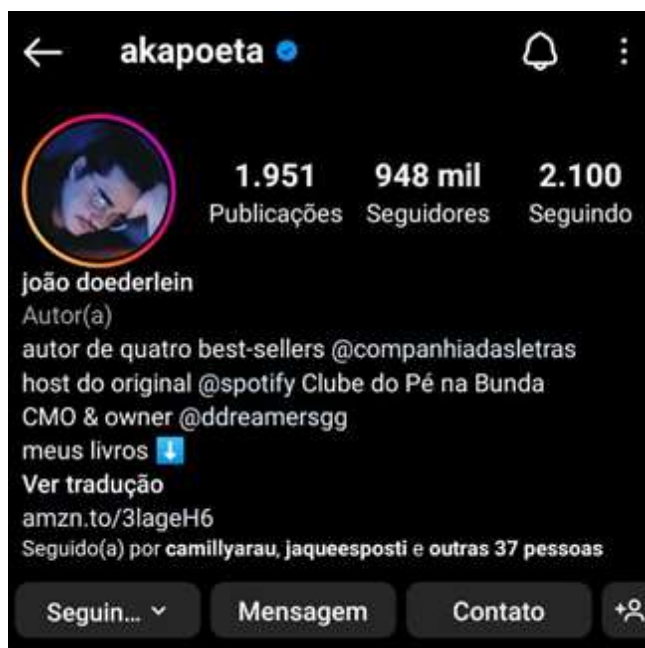 akapoeta
1.951 948 mil 2.100
Publicações Seguidores Seguindo
joão doederlein
Autor(a)
autor de quatro best-sellers @companhiadasletras
host do original @spotify Clube do Pé na Bunda
CMO & owner @ddreamersgg
meus livros ⬇️
Ver tradução
amzn.to/3lageH6
Seguido(a) por camillyarau, jaqueesposti e outras 37 pessoas
Seguin... Mensagem Contato